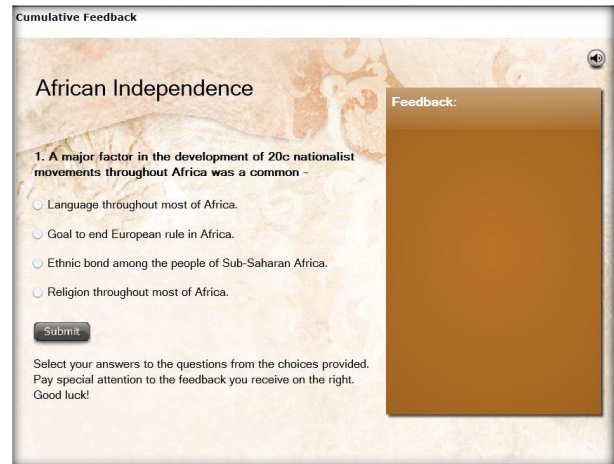 Cumulative Feedback
African Independence
Feedback:
1. A major factor in the development of 20c nationalist
movements throughout Africa was a common -
Language throughout most of Africa.
Goal to end European rule in Africa.
Ethnic bond among the people of Sub-Saharan Africa.
Religion throughout most of Africa.
Submit
Select your answers to the questions from the choices provided.
Pay special attention to the feedback you receive on the right.
Good luck!